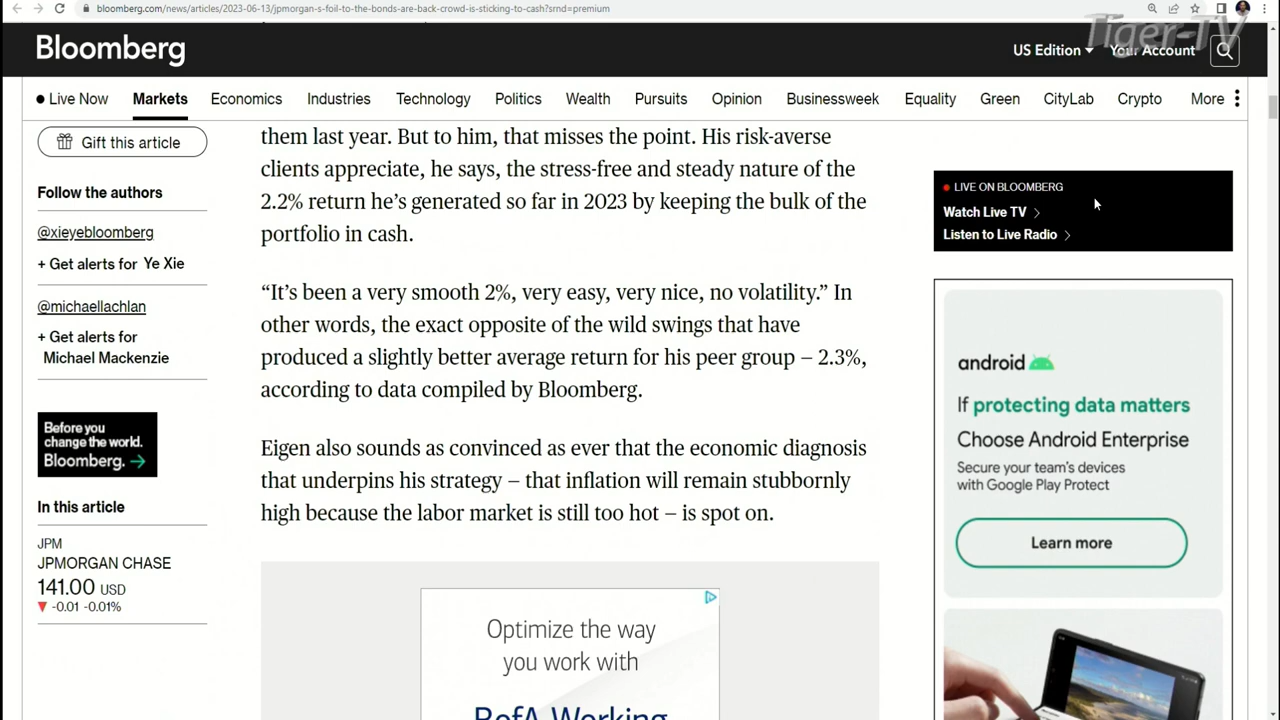 bloomberg.com/news/articles/2023-06-13/jpmorgan-s-foil-to-the-bonds-are-back-crowd-is-sticking-to-cash?srnd=premium
Tiger-TV
Bloomberg
US Edition
Your Account
Live Now
Markets
Economics
Industries
Technology
Politics
Wealth
Pursuits
Opinion
Businessweek
Equality
Green
CityLab
Crypto
More
Gift this article
Follow the authors
@xieyebloomberg
+ Get alerts for Ye Xie
@michaellachlan
+ Get alerts for
Michael Mackenzie
Before you
change the world.
Bloomberg.
In this article
JPM
JPMORGAN CHASE
141.00 USD
-0.01 -0.01%
them last year. But to him, that misses the point. His risk-averse
clients appreciate, he says, the stress-free and steady nature of the
2.2% return he’s generated so far in 2023 by keeping the bulk of the
portfolio in cash.
“It’s been a very smooth 2%, very easy, very nice, no volatility.” In
other words, the exact opposite of the wild swings that have
produced a slightly better average return for his peer group – 2.3%,
according to data compiled by Bloomberg.
Eigen also sounds as convinced as ever that the economic diagnosis
that underpins his strategy – that inflation will remain stubbornly
high because the labor market is still too hot – is spot on.
Optimize the way
you work with
BofA Working
LIVE ON BLOOMBERG
Watch Live TV
Listen to Live Radio
android
If protecting data matters
Choose Android Enterprise
Secure your team's devices
with Google Play Protect
Learn more